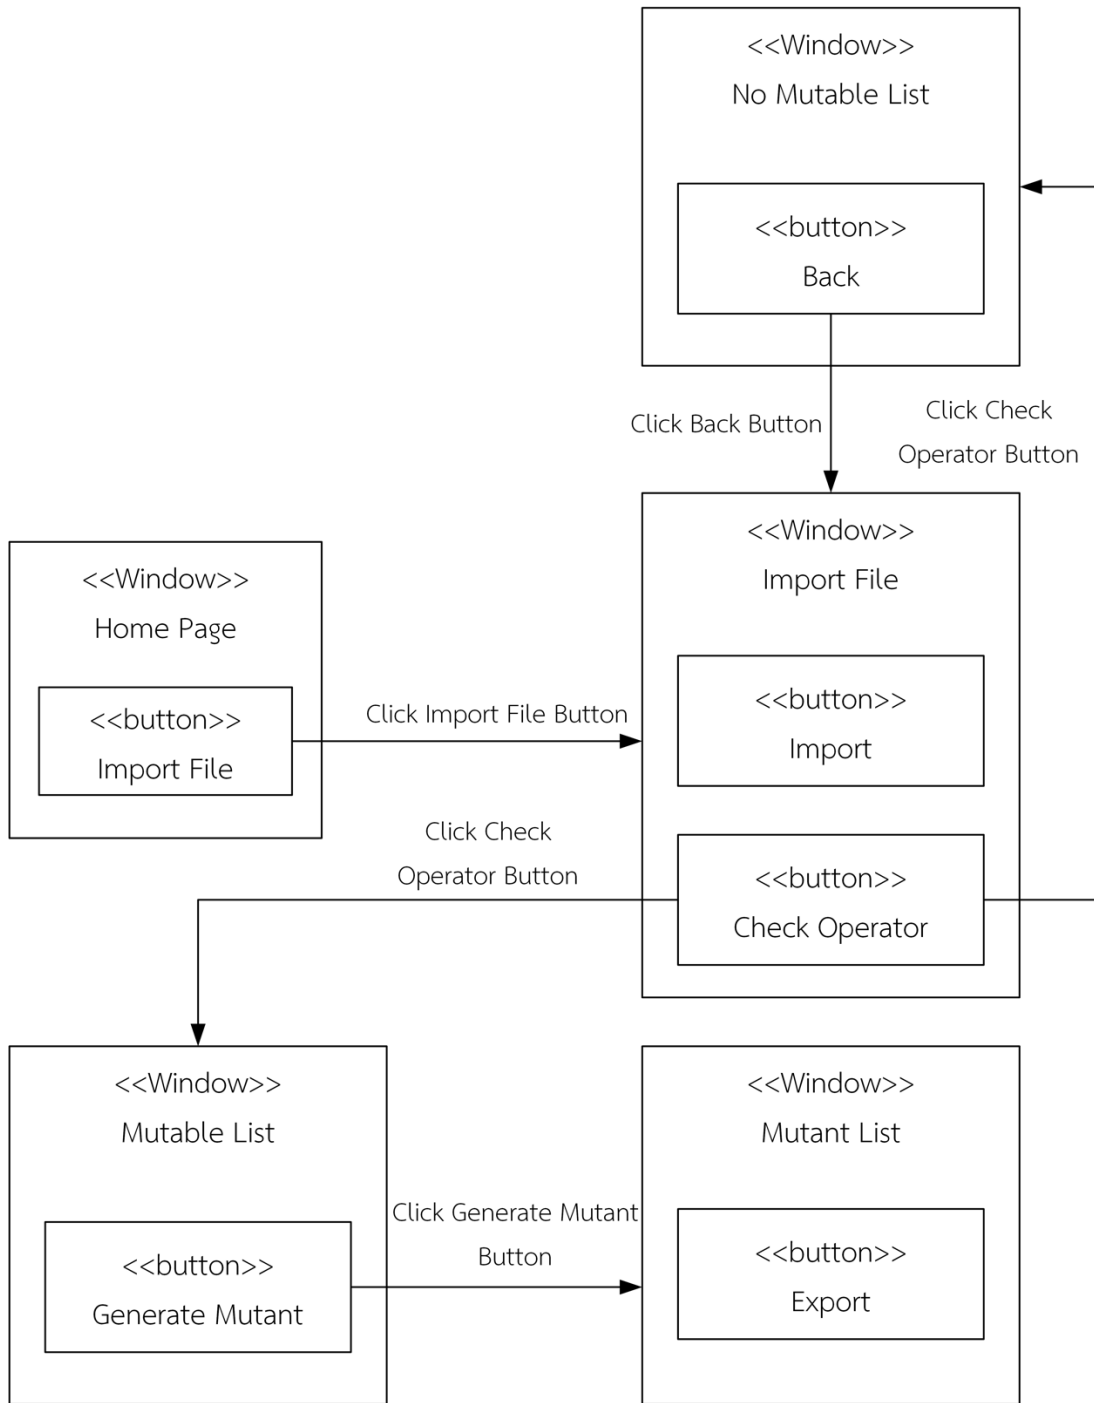 <<Window>>
No Mutable List
<<button>>
Back
Click Back Button
Click Check
Operator Button
<<Window>>
Import File
<<Window>>
Home Page
<<button>>
Import File
Click Import File Button
<<button>>
Import
Click Check
Operator Button
<<button>>
Check Operator
<<Window>>
Mutable List
<<button>>
Generate Mutant
Click Generate Mutant
Button
<<Window>>
Mutant List
<<button>>
Export